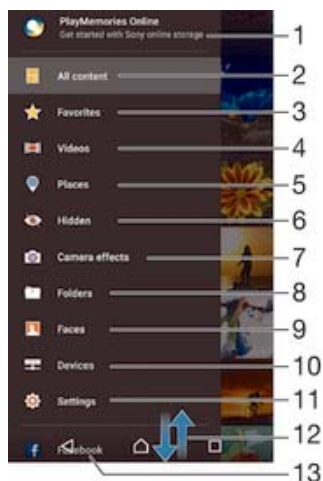 PlayMemories Online
Get started with Sony online storage
1
All content
2
Favorites
3
Videos
4
Places
5
Hidden
6
Camera effects
7
Folders
8
Faces
9
Devices
10
Settings
11
12
Facebook
13